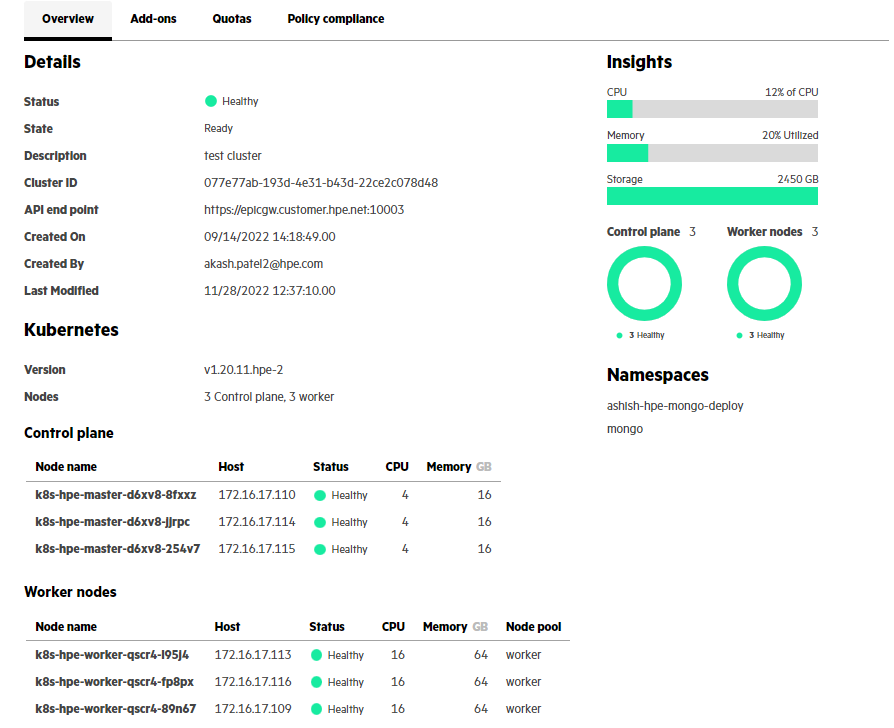 Overview Add-ons Quotas Policy compliance
Details
Status Healthy
State Ready
Description test cluster
Cluster ID 077e77ab-193d-4e31-b43d-22ce2c078d48
API end point https://epicgw.customer.hpe.net:10003
Created On 09/14/2022 14:18:49.00
Created By akash.patel2@hpe.com
Last Modified 11/28/2022 12:37:10.00
Kubernetes
Version v1.20.11.hpe-2
Nodes 3 Control plane, 3 worker
Control plane
Node name Host Status CPU Memory GB
k8s-hpe-master-d6xv8-8fxxz 172.16.17.110 Healthy 4 16
k8s-hpe-master-d6xv8-jjrpc 172.16.17.114 Healthy 4 16
k8s-hpe-master-d6xv8-254v7 172.16.17.115 Healthy 4 16
Worker nodes
Node name Host Status CPU Memory GB Node pool
k8s-hpe-worker-qscr4-l95j4 172.16.17.113 Healthy 16 64 worker
k8s-hpe-worker-qscr4-fp8px 172.16.17.116 Healthy 16 64 worker
k8s-hpe-worker-qscr4-89n67 172.16.17.109 Healthy 16 64 worker
Insights
CPU 12% of CPU
Memory 20% Utilized
Storage 2450 GB
Control plane 3 Worker nodes 3
3 Healthy 3 Healthy
Namespaces
ashish-hpe-mongo-deploy
mongo